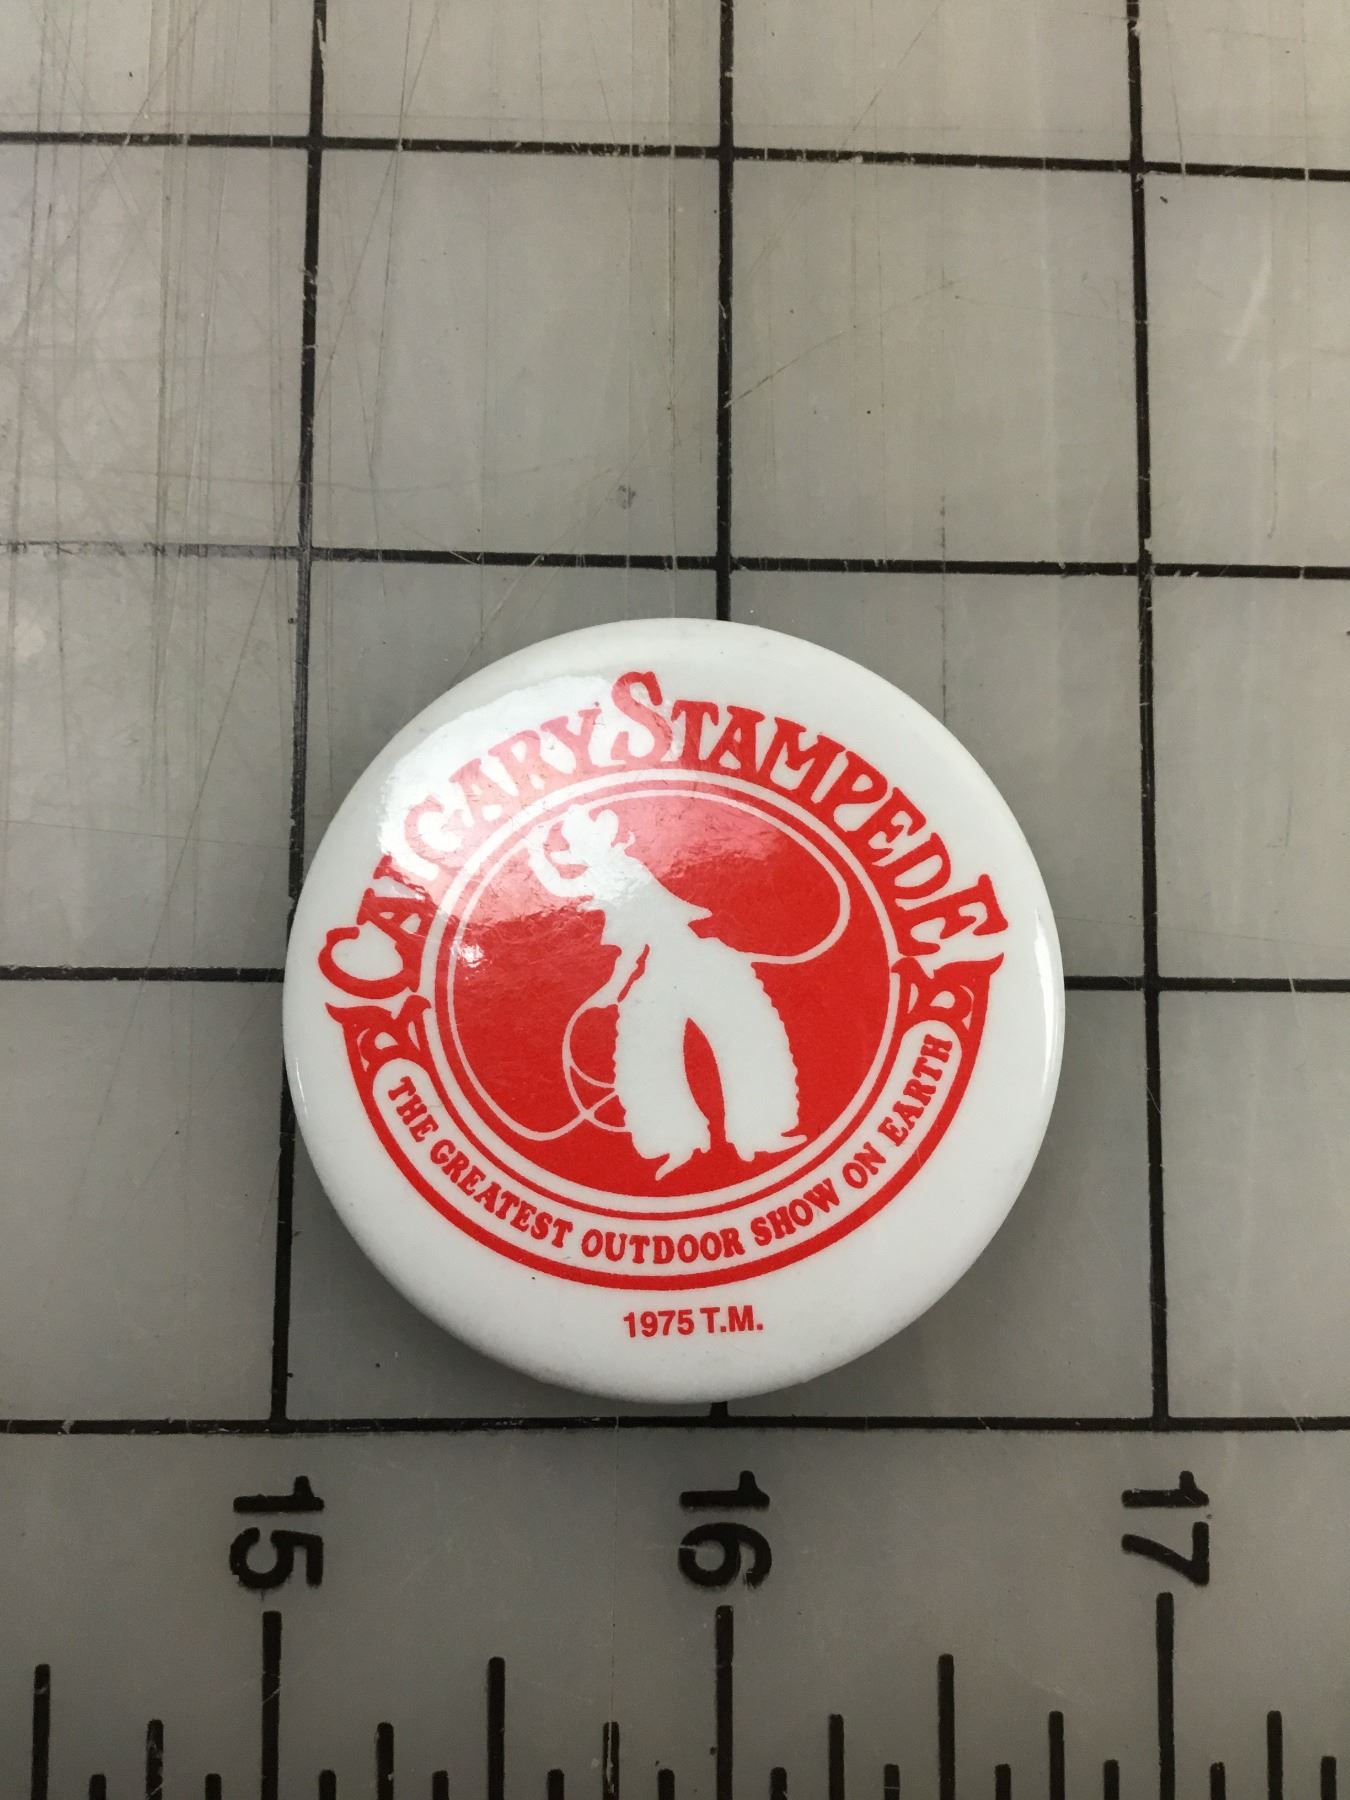 CALGARY STAMPEDE
THE GREATEST OUTDOOR SHOW ON EARTH
1975 T.M.
15 16 17